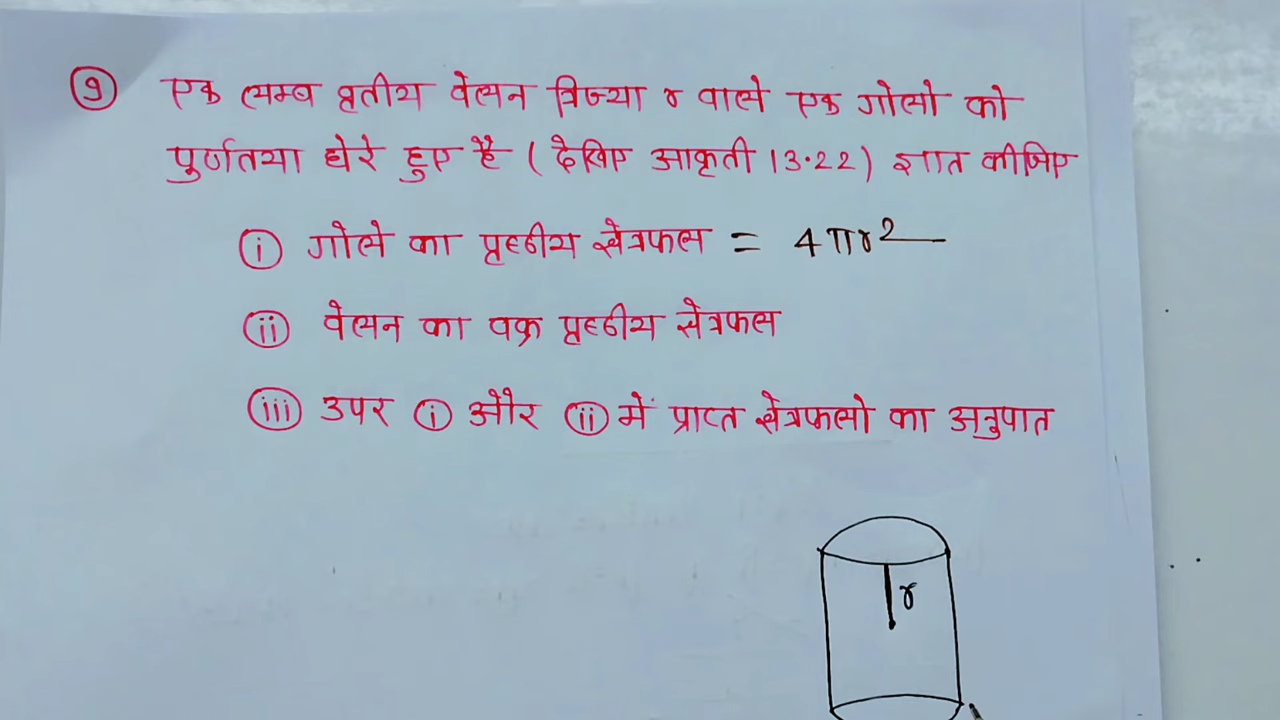 9 एक लम्ब वृतीय वेलन त्रिज्या r वाले एक गोलो को
पुर्णतया घेरे हुए है ( देखिए आकृती 13.22 ) ज्ञात कीजिए
i गोले का पृष्ठीय क्षेत्रफल = 4πr²
ii वेलन का वक्र पृष्ठीय क्षेत्रफल
iii उपर i और ii में प्राप्त क्षेत्रफलो का अनुपात
r